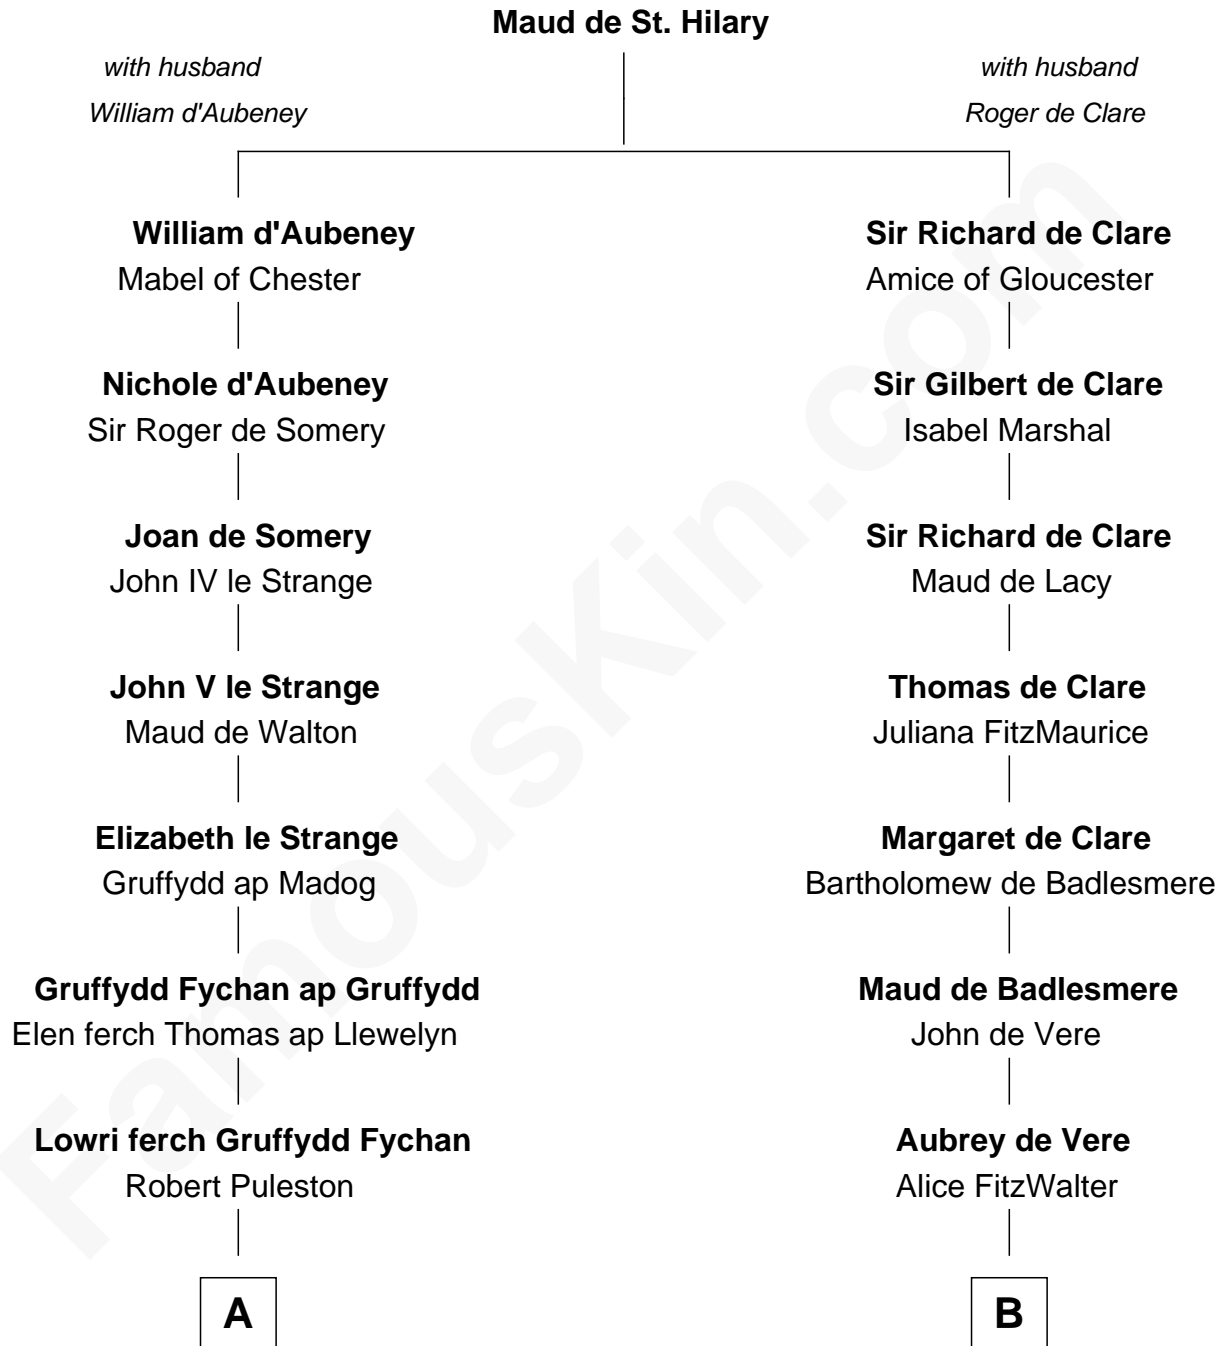 Maud de St. Hilary
with husband
William d'Aubeney
with husband
Roger de Clare
William d'Aubeney
Mabel of Chester
Sir Richard de Clare
Amice of Gloucester
Nichole d'Aubeney
Sir Roger de Somery
Sir Gilbert de Clare
Isabel Marshal
Joan de Somery
John IV le Strange
Sir Richard de Clare
Maud de Lacy
John V le Strange
Maud de Walton
Thomas de Clare
Juliana FitzMaurice
Elizabeth le Strange
Gruffydd ap Madog
Margaret de Clare
Bartholomew de Badlesmere
Gruffydd Fychan ap Gruffydd
Elen ferch Thomas ap Llewelyn
Maud de Badlesmere
John de Vere
Lowri ferch Gruffydd Fychan
Robert Puleston
Aubrey de Vere
Alice FitzWalter
A
B
FamousKin.com